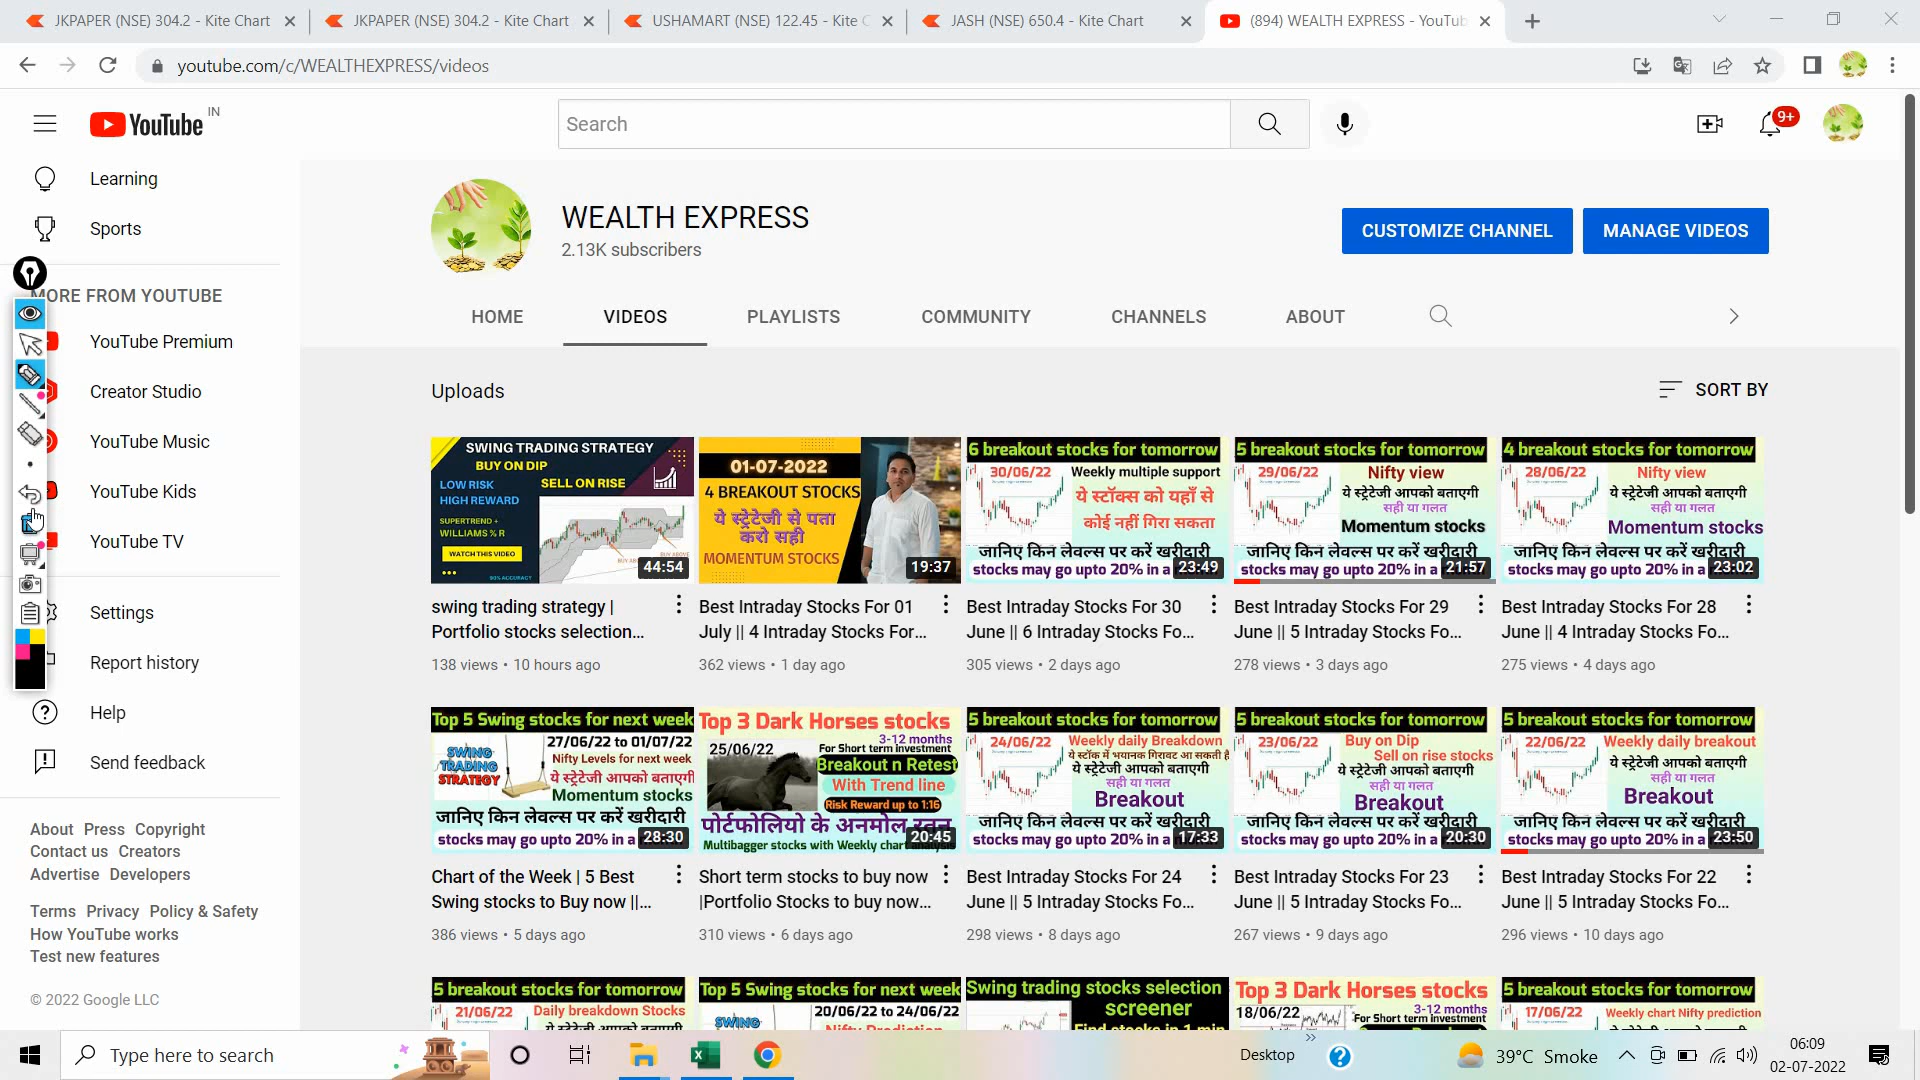 JKPAPER (NSE) 304.2 - Kite Chart
JKPAPER (NSE) 304.2 - Kite Chart
USHAMART (NSE) 122.45 - Kite C
JASH (NSE) 650.4 - Kite Chart
(894) WEALTH EXPRESS - YouTub
youtube.com/c/WEALTHEXPRESS/videos
YouTube IN
Search
9+
Learning
Sports
MORE FROM YOUTUBE
YouTube Premium
Creator Studio
YouTube Music
YouTube Kids
YouTube TV
Settings
Report history
Help
Send feedback
About Press Copyright
Contact us Creators
Advertise Developers
Terms Privacy Policy & Safety
How YouTube works
Test new features
© 2022 Google LLC
WEALTH EXPRESS
2.13K subscribers
CUSTOMIZE CHANNEL
MANAGE VIDEOS
HOME VIDEOS PLAYLISTS COMMUNITY CHANNELS ABOUT
Uploads
SORT BY
SWING TRADING STRATEGY
BUY ON DIP
SELL ON RISE
LOW RISK
HIGH REWARD
SUPERTREND +
WILLIAMS % R
WATCH THIS VIDEO
44:54
swing trading strategy |
Portfolio stocks selection...
138 views • 10 hours ago
01-07-2022
4 BREAKOUT STOCKS
ये स्ट्रेटेजी से पता
करो सही
MOMENTUM STOCKS
19:37
Best Intraday Stocks For 01
July || 4 Intraday Stocks For...
362 views • 1 day ago
6 breakout stocks for tomorrow
30/06/22 Weekly multiple support
ये स्टॉक्स को यहाँ से
कोई नहीं गिरा सकता
जानिए किन लेवल्स पर करें खरीदारी
stocks may go upto 20% in a
23:49
Best Intraday Stocks For 30
June || 6 Intraday Stocks Fo...
305 views • 2 days ago
5 breakout stocks for tomorrow
29/06/22 Nifty view
ये स्ट्रेटेजी आपको बताएगी
सही या गलत
Momentum stocks
जानिए किन लेवल्स पर करें खरीदारी
stocks may go upto 20% in a
21:57
Best Intraday Stocks For 29
June || 5 Intraday Stocks Fo...
278 views • 3 days ago
4 breakout stocks for tomorrow
28/06/22 Nifty view
ये स्ट्रेटेजी आपको बताएगी
सही या गलत
Momentum stocks
जानिए किन लेवल्स पर करें खरीदारी
stocks may go upto 20% in a
23:02
Best Intraday Stocks For 28
June || 4 Intraday Stocks Fo...
275 views • 4 days ago
Top 5 Swing stocks for next week
27/06/22 to 01/07/22
SWING TRADING STRATEGY
Nifty Levels for next week
ये स्ट्रेटेजी आपको बताएगी
Momentum stocks
जानिए किन लेवल्स पर करें खरीदारी
stocks may go upto 20% in a
28:30
Chart of the Week | 5 Best
Swing stocks to Buy now ||...
386 views • 5 days ago
Top 3 Dark Horses stocks
3-12 months
25/06/22 For Short term investment
Breakout n Retest
With Trend line
Risk Reward up to 1:16
पोर्टफोलियो के अनमोल रतन
Multibagger stocks with Weekly chart analysis
20:45
Short term stocks to buy now
|Portfolio Stocks to buy now...
310 views • 6 days ago
5 breakout stocks for tomorrow
24/06/22 Weekly daily Breakdown
ये स्टॉक में भयानक गिरावट आ सकती है
ये स्ट्रेटेजी आपको बताएगी
सही या गलत
Breakout
जानिए किन लेवल्स पर करें खरीदारी
stocks may go upto 20% in a
17:33
Best Intraday Stocks For 24
June || 5 Intraday Stocks Fo...
298 views • 8 days ago
5 breakout stocks for tomorrow
23/06/22 Buy on Dip
Sell on rise stocks
ये स्ट्रेटेजी आपको बताएगी
सही या गलत
Breakout
जानिए किन लेवल्स पर करें खरीदारी
stocks may go upto 20% in a
20:30
Best Intraday Stocks For 23
June || 5 Intraday Stocks Fo...
267 views • 9 days ago
5 breakout stocks for tomorrow
22/06/22 Weekly daily breakout
ये स्ट्रेटेजी आपको बताएगी
सही या गलत
Breakout
जानिए किन लेवल्स पर करें खरीदारी
stocks may go upto 20% in a
23:50
Best Intraday Stocks For 22
June || 5 Intraday Stocks Fo...
296 views • 10 days ago
5 breakout stocks for tomorrow
21/06/22 Daily breakdown Stocks
Top 5 Swing stocks for next week
20/06/22 to 24/06/22
SWING
Nifty Prediction
Swing trading stocks selection
screener
Find stocks in 1 min
Top 3 Dark Horses stocks
3-12 months
18/06/22 For Short term investment
5 breakout stocks for tomorrow
17/06/22 Weekly chart Nifty prediction
Type here to search
Desktop
39°C Smoke
06:09
02-07-2022